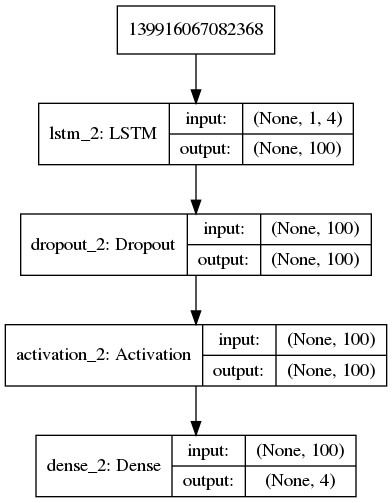 139916067082368
lstm_2: LSTM
input:
(None, 1, 4)
output:
(None, 100)
dropout_2: Dropout
input:
(None, 100)
output:
(None, 100)
activation_2: Activation
input:
(None, 100)
output:
(None, 100)
dense_2: Dense
input:
(None, 100)
output:
(None, 4)